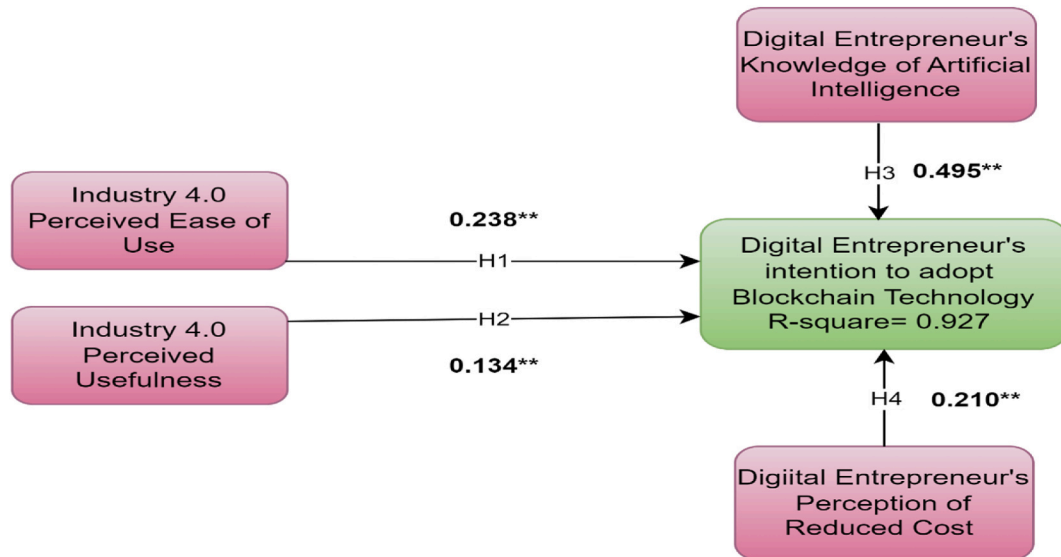 Digital Entrepreneur's
Knowledge of Artificial
Intelligence
H3 0.495**
Industry 4.0
Perceived Ease of
Use
0.238**
H1
Digital Entrepreneur's
intention to adopt
Blockchain Technology
R-square= 0.927
Industry 4.0
Perceived
Usefulness
H2
0.134**
H4 0.210**
Digiital Entrepreneur's
Perception of
Reduced Cost